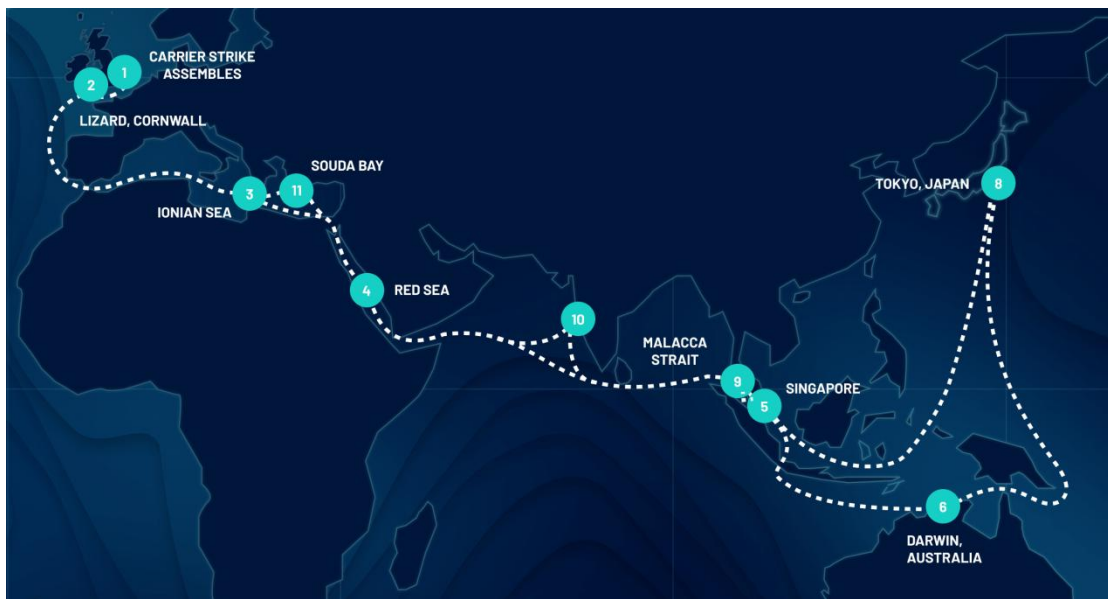 CARRIER STRIKE
ASSEMBLES
1
2
LIZARD, CORNWALL
SOUDA BAY
3
11
IONIAN SEA
TOKYO, JAPAN
8
4
RED SEA
10
MALACCA
STRAIT
9
5
SINGAPORE
6
DARWIN,
AUSTRALIA